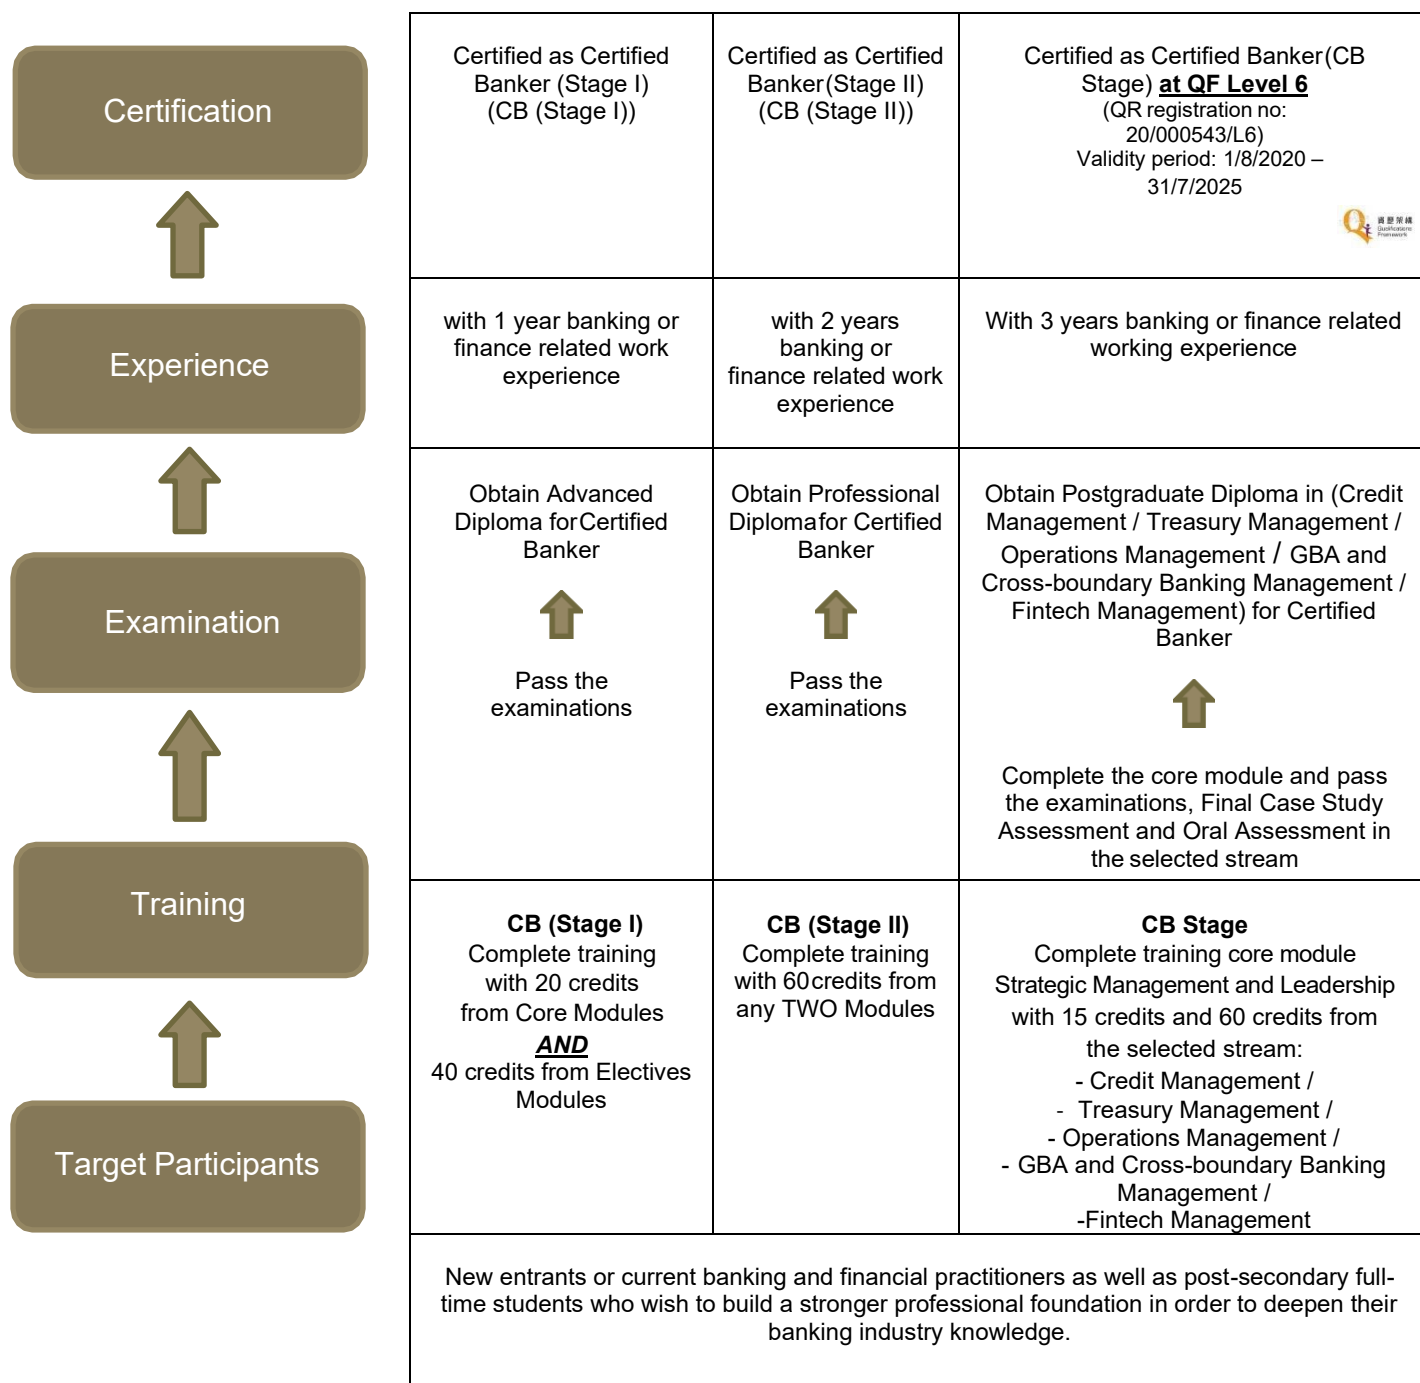 Certification
Certified as Certified
Banker (Stage I)
(CB (Stage I))
Certified as Certified
Banker (Stage II)
(CB (Stage II))
Certified as Certified Banker (CB
Stage) at QF Level 6
(QR registration no:
20/000543/L6)
Validity period: 1/8/2020 –
31/7/2025
資歷架構
Qualifications
Framework
Experience
with 1 year banking or
finance related work
experience
with 2 years
banking or
finance related work
experience
With 3 years banking or finance related
working experience
Examination
Obtain Advanced
Diploma for Certified
Banker
Pass the
examinations
Obtain Professional
Diploma for Certified
Banker
Pass the
examinations
Obtain Postgraduate Diploma in (Credit
Management / Treasury Management /
Operations Management / GBA and
Cross-boundary Banking Management /
Fintech Management) for Certified
Banker
Complete the core module and pass
the examinations, Final Case Study
Assessment and Oral Assessment in
the selected stream
Training
CB (Stage I)
Complete training
with 20 credits
from Core Modules
AND
40 credits from Electives
Modules
CB (Stage II)
Complete training
with 60 credits from
any TWO Modules
CB Stage
Complete training core module
Strategic Management and Leadership
with 15 credits and 60 credits from
the selected stream:
- Credit Management /
- Treasury Management /
- Operations Management /
- GBA and Cross-boundary Banking
Management /
-Fintech Management
Target Participants
New entrants or current banking and financial practitioners as well as post-secondary full-
time students who wish to build a stronger professional foundation in order to deepen their
banking industry knowledge.